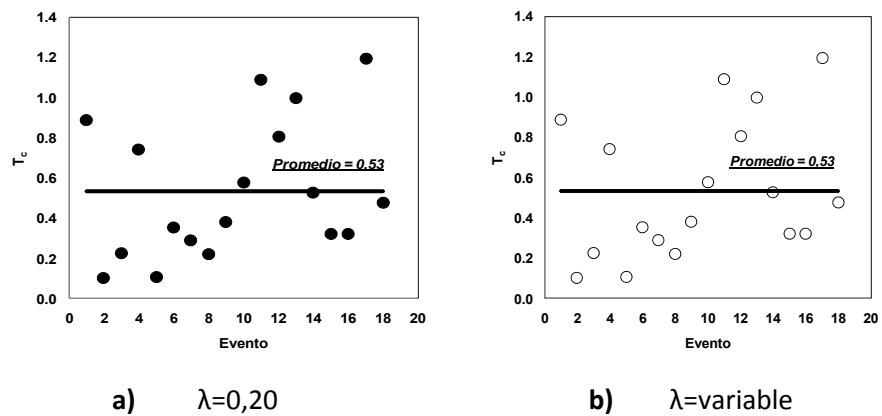 1.4
1.2
1.0
0.8
0.6
0.4
0.2
0.0
Tc
Promedio = 0.53
0 2 4 6 8 10 12 14 16 18 20
Evento
a) λ=0,20
1.4
1.2
1.0
0.8
0.6
0.4
0.2
0.0
Tc
Promedio = 0,53
0 2 4 6 8 10 12 14 16 18 20
Evento
b) λ=variable